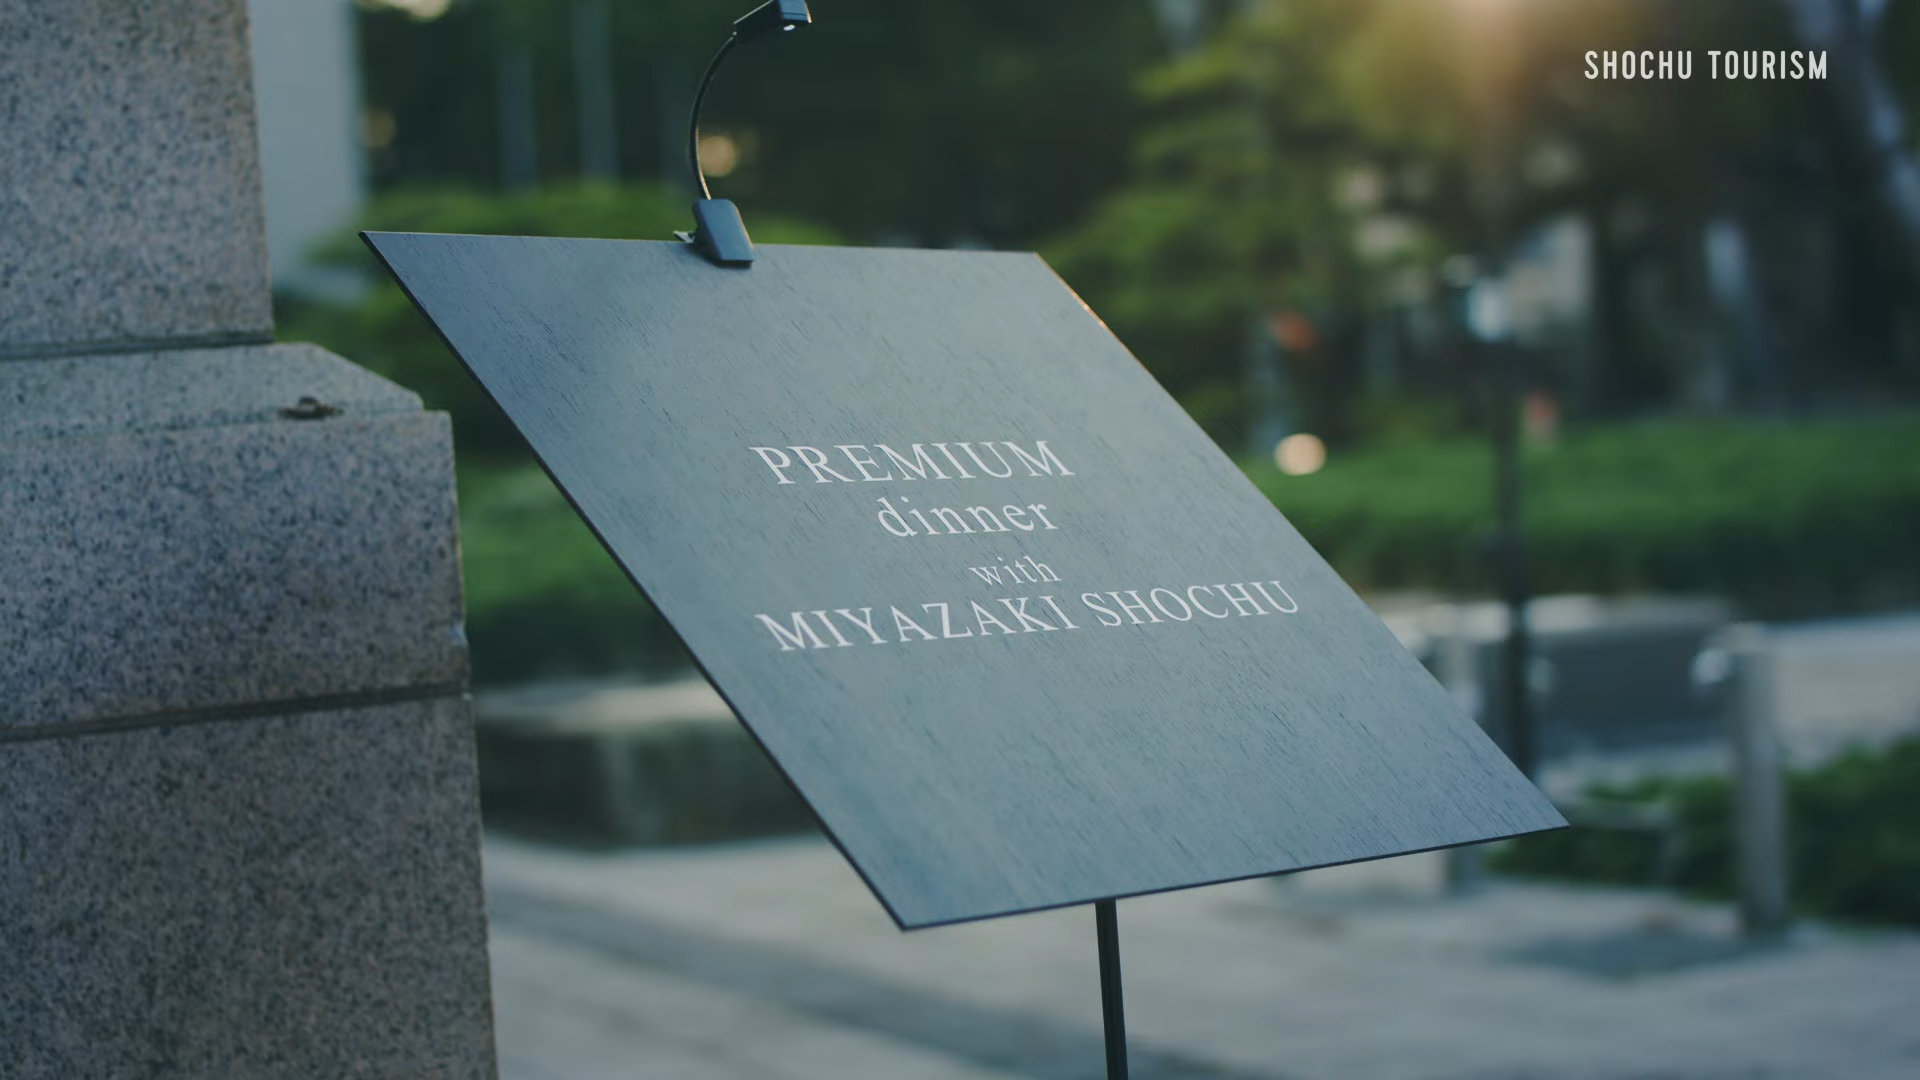 SHOCHU TOURISM
PREMIUM
dinner
with
MIYAZAKI SHOCHU